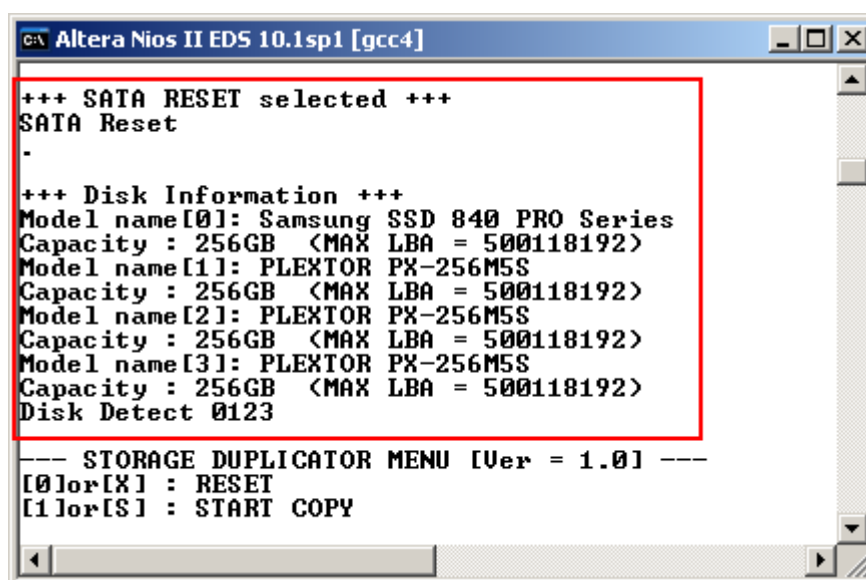 Altera Nios II EDS 10.1sp1 [gcc4]
+++ SATA RESET selected +++
SATA Reset
-
+++ Disk Information +++
Model name[0]: Samsung SSD 840 PRO Series
Capacity : 256GB  (MAX LBA = 500118192)
Model name[1]: PLEXTOR PX-256M5S
Capacity : 256GB  (MAX LBA = 500118192)
Model name[2]: PLEXTOR PX-256M5S
Capacity : 256GB  (MAX LBA = 500118192)
Model name[3]: PLEXTOR PX-256M5S
Capacity : 256GB  (MAX LBA = 500118192)
Disk Detect 0123
--- STORAGE DUPLICATOR MENU [Ver = 1.0] ---
[0]or[X] : RESET
[1]or[S] : START COPY